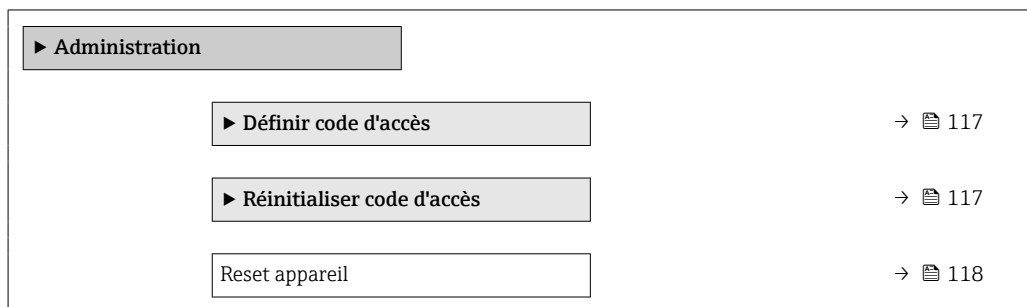 ▶ Administration
▶ Définir code d'accès → 117
▶ Réinitialiser code d'accès → 117
Reset appareil → 118